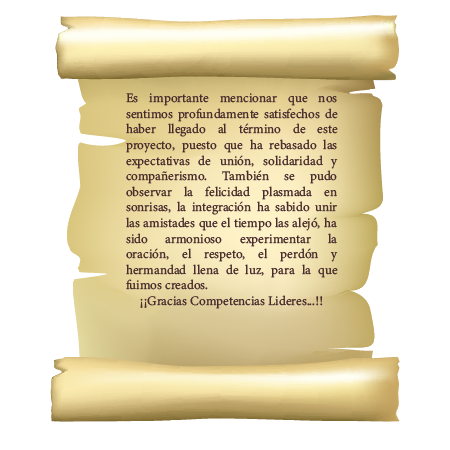 Es importante mencionar que nos
sentimos profundamente satisfechos de
haber llegado al término de este
proyecto, puesto que ha rebasado las
expectativas de unión, solidaridad y
compañerismo. También se pudo
observar la felicidad plasmada en
sonrisas, la integración ha sabido unir
las amistades que el tiempo las alejó, ha
sido armonioso experimentar la
oración, el respeto, el perdón y
hermandad llena de luz, para la que
fuimos creados.
¡¡Gracias Competencias Lideres...!!